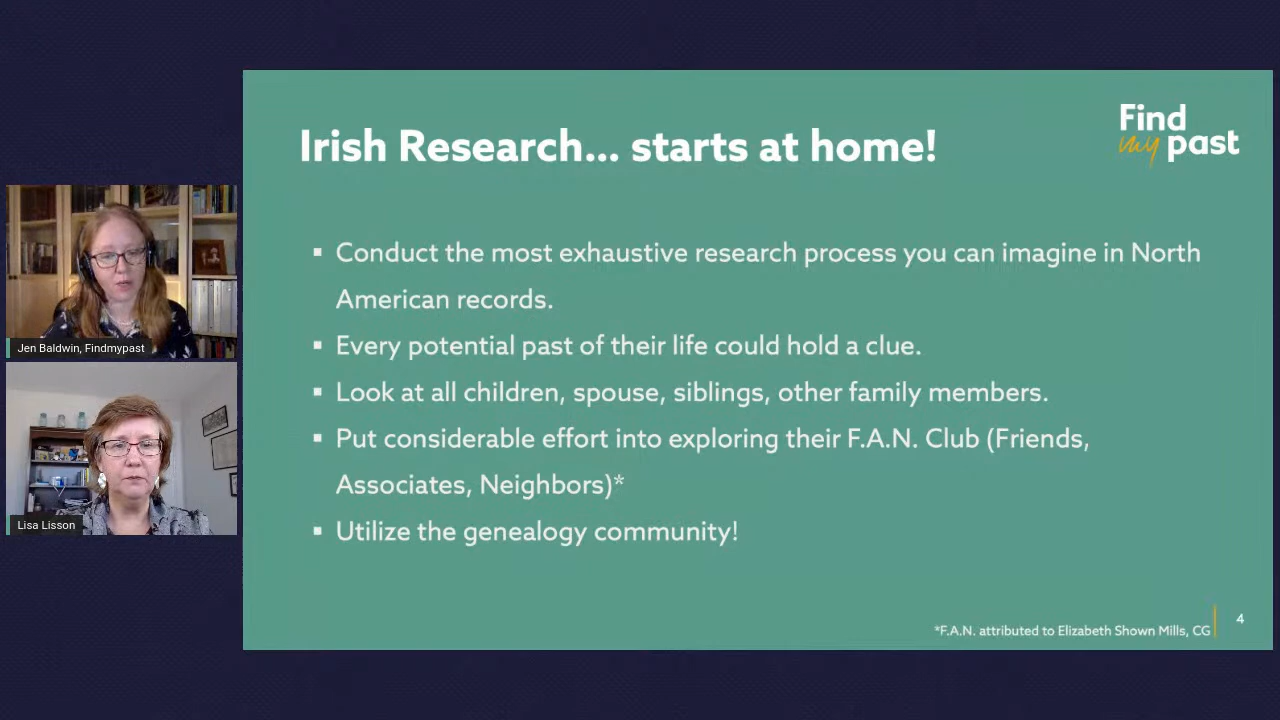 Irish Research... starts at home!
Find
my past
▪ Conduct the most exhaustive research process you can imagine in North
American records.
▪ Every potential past of their life could hold a clue.
▪ Look at all children, spouse, siblings, other family members.
▪ Put considerable effort into exploring their F.A.N. Club (Friends,
Associates, Neighbors)*
▪ Utilize the genealogy community!
*F.A.N. attributed to Elizabeth Shown Mills, CG
4
Jen Baldwin, Findmypast
Lisa Lisson